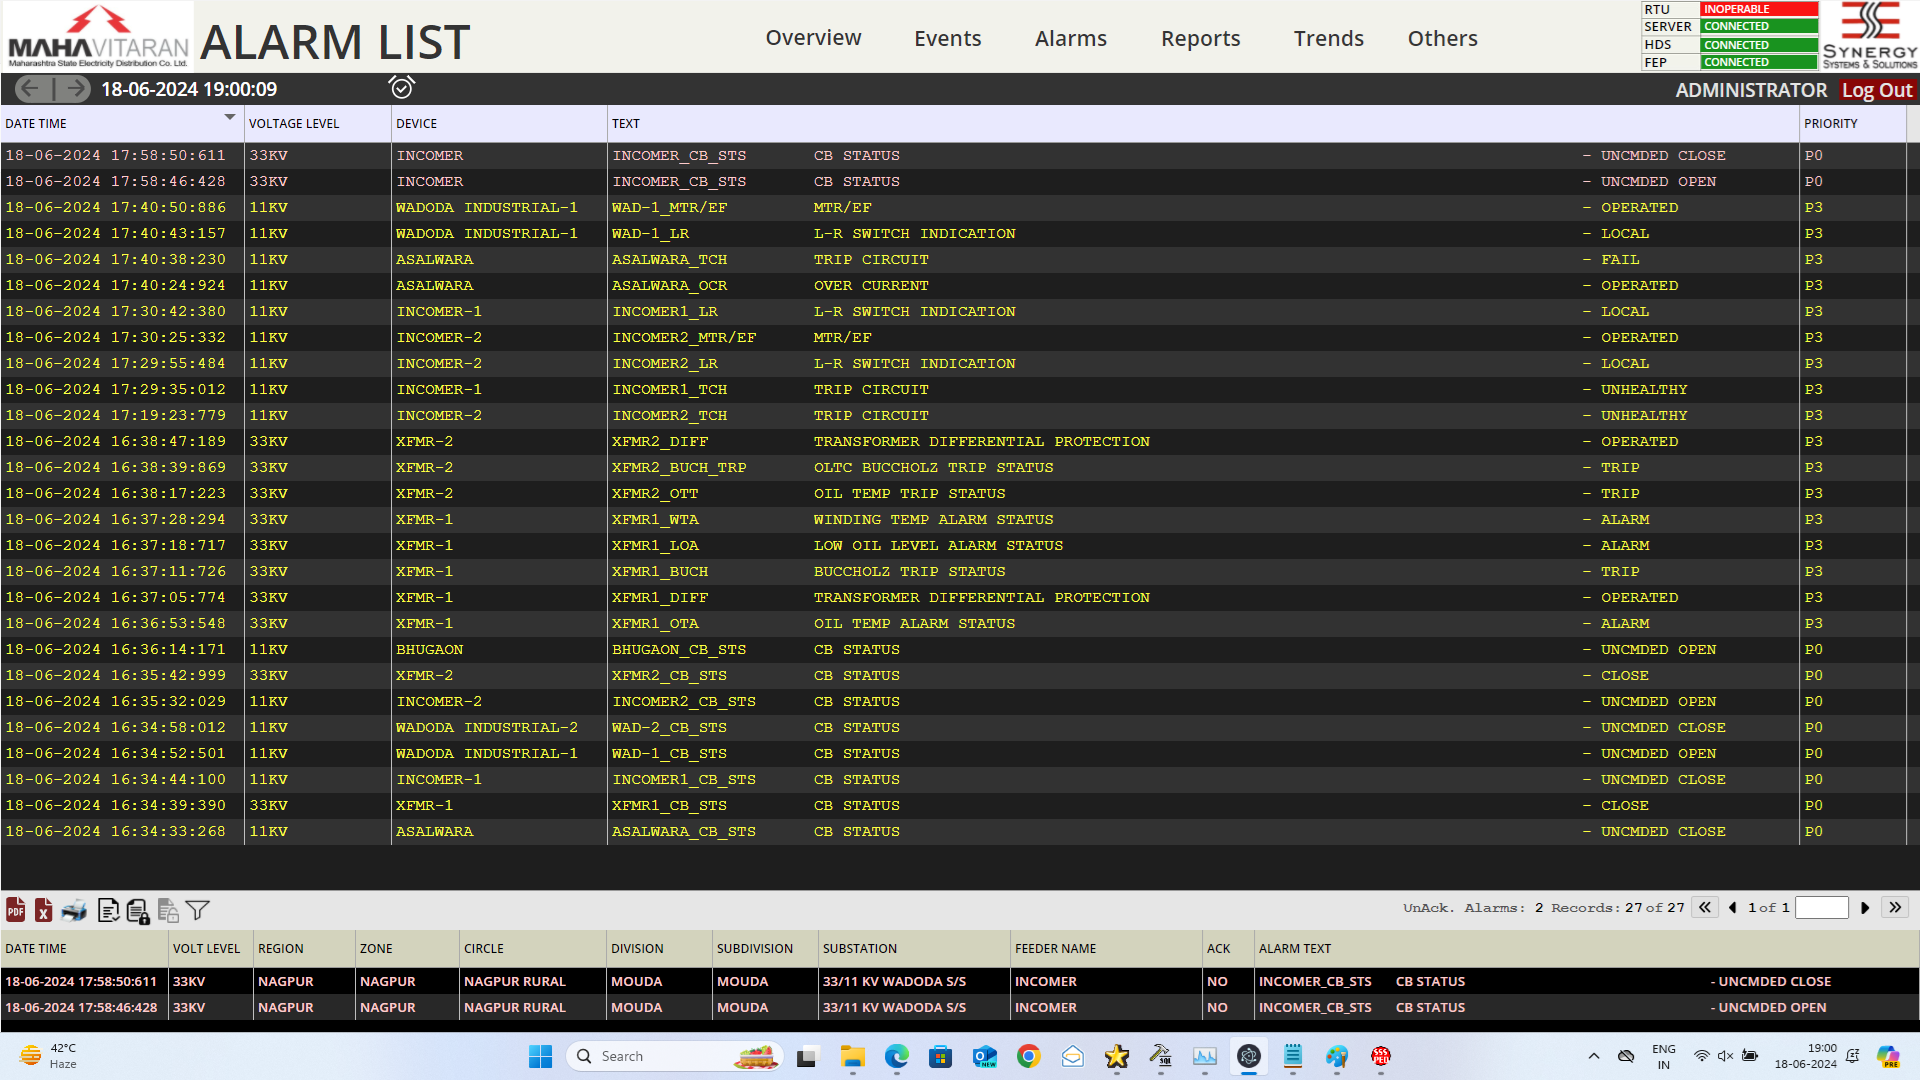 MAHAVITARAN
Maharashtra State Electricity Distribution Co. Ltd.
ALARM LIST
Overview Events Alarms Reports Trends Others
RTU INOPERABLE
SERVER CONNECTED
HDS CONNECTED
FEP CONNECTED
SYNERGY
SYSTEMS & SOLUTIONS
18-06-2024 19:00:09 ADMINISTRATOR Log Out
DATE TIME VOLTAGE LEVEL DEVICE TEXT PRIORITY
18-06-2024 17:58:50:611 33KV INCOMER INCOMER_CB_STS CB STATUS - UNCMDED CLOSE P0
18-06-2024 17:58:46:428 33KV INCOMER INCOMER_CB_STS CB STATUS - UNCMDED OPEN P0
18-06-2024 17:40:50:886 11KV WADODA INDUSTRIAL-1 WAD-1_MTR/EF MTR/EF - OPERATED P3
18-06-2024 17:40:43:157 11KV WADODA INDUSTRIAL-1 WAD-1_LR L-R SWITCH INDICATION - LOCAL P3
18-06-2024 17:40:38:230 11KV ASALWARA ASALWARA_TCH TRIP CIRCUIT - FAIL P3
18-06-2024 17:40:24:924 11KV ASALWARA ASALWARA_OCR OVER CURRENT - OPERATED P3
18-06-2024 17:30:42:380 11KV INCOMER-1 INCOMER1_LR L-R SWITCH INDICATION - LOCAL P3
18-06-2024 17:30:25:332 11KV INCOMER-2 INCOMER2_MTR/EF MTR/EF - OPERATED P3
18-06-2024 17:29:55:484 11KV INCOMER-2 INCOMER2_LR L-R SWITCH INDICATION - LOCAL P3
18-06-2024 17:29:35:012 11KV INCOMER-1 INCOMER1_TCH TRIP CIRCUIT - UNHEALTHY P3
18-06-2024 17:19:23:779 11KV INCOMER-2 INCOMER2_TCH TRIP CIRCUIT - UNHEALTHY P3
18-06-2024 16:38:47:189 33KV XFMR-2 XFMR2_DIFF TRANSFORMER DIFFERENTIAL PROTECTION - OPERATED P3
18-06-2024 16:38:39:869 33KV XFMR-2 XFMR2_BUCH_TRP OLTC BUCCHOLZ TRIP STATUS - TRIP P3
18-06-2024 16:38:17:223 33KV XFMR-2 XFMR2_OTT OIL TEMP TRIP STATUS - TRIP P3
18-06-2024 16:37:28:294 33KV XFMR-1 XFMR1_WTA WINDING TEMP ALARM STATUS - ALARM P3
18-06-2024 16:37:18:717 33KV XFMR-1 XFMR1_LOA LOW OIL LEVEL ALARM STATUS - ALARM P3
18-06-2024 16:37:11:726 33KV XFMR-1 XFMR1_BUCH BUCCHOLZ TRIP STATUS - TRIP P3
18-06-2024 16:37:05:774 33KV XFMR-1 XFMR1_DIFF TRANSFORMER DIFFERENTIAL PROTECTION - OPERATED P3
18-06-2024 16:36:53:548 33KV XFMR-1 XFMR1_OTA OIL TEMP ALARM STATUS - ALARM P3
18-06-2024 16:36:14:171 11KV BHUGAON BHUGAON_CB_STS CB STATUS - UNCMDED OPEN P0
18-06-2024 16:35:42:999 33KV XFMR-2 XFMR2_CB_STS CB STATUS - CLOSE P0
18-06-2024 16:35:32:029 11KV INCOMER-2 INCOMER2_CB_STS CB STATUS - UNCMDED OPEN P0
18-06-2024 16:34:58:012 11KV WADODA INDUSTRIAL-2 WAD-2_CB_STS CB STATUS - UNCMDED CLOSE P0
18-06-2024 16:34:52:501 11KV WADODA INDUSTRIAL-1 WAD-1_CB_STS CB STATUS - UNCMDED OPEN P0
18-06-2024 16:34:44:100 11KV INCOMER-1 INCOMER1_CB_STS CB STATUS - UNCMDED CLOSE P0
18-06-2024 16:34:39:390 33KV XFMR-1 XFMR1_CB_STS CB STATUS - CLOSE P0
18-06-2024 16:34:33:268 11KV ASALWARA ASALWARA_CB_STS CB STATUS - UNCMDED CLOSE P0
PDF X UnAck. Alarms: 2 Records: 27 of 27 1 of 1
DATE TIME VOLT LEVEL REGION ZONE CIRCLE DIVISION SUBDIVISION SUBSTATION FEEDER NAME ACK ALARM TEXT
18-06-2024 17:58:50:611 33KV NAGPUR NAGPUR NAGPUR RURAL MOUDA MOUDA 33/11 KV WADODA S/S INCOMER NO INCOMER_CB_STS CB STATUS - UNCMDED CLOSE
18-06-2024 17:58:46:428 33KV NAGPUR NAGPUR NAGPUR RURAL MOUDA MOUDA 33/11 KV WADODA S/S INCOMER NO INCOMER_CB_STS CB STATUS - UNCMDED OPEN
42°C
Haze
Search
NEW
SQL
ENG
IN
19:00
18-06-2024
PRE